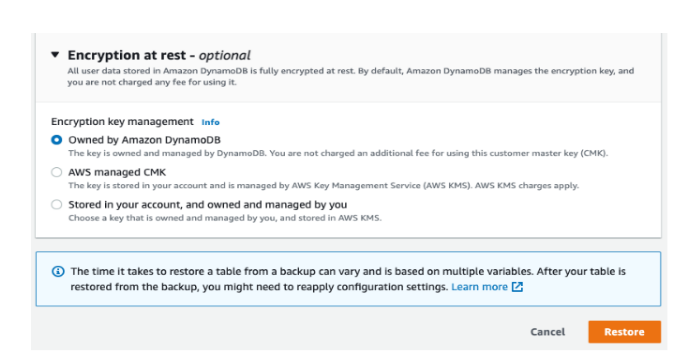 Encryption at rest - optional
All user data stored in Amazon DynamoDB is fully encrypted at rest. By default, Amazon DynamoDB manages the encryption key, and
you are not charged any fee for using it.
Encryption key management Info
Owned by Amazon DynamoDB
The key is owned and managed by DynamoDB. You are not charged an additional fee for using this customer master key (CMK).
AWS managed CMK
The key is stored in your account and is managed by AWS Key Management Service (AWS KMS). AWS KMS charges apply.
Stored in your account, and owned and managed by you
Choose a key that is owned and managed by you, and stored in AWS KMS.
The time it takes to restore a table from a backup can vary and is based on multiple variables. After your table is
restored from the backup, you might need to reapply configuration settings. Learn more
Cancel Restore